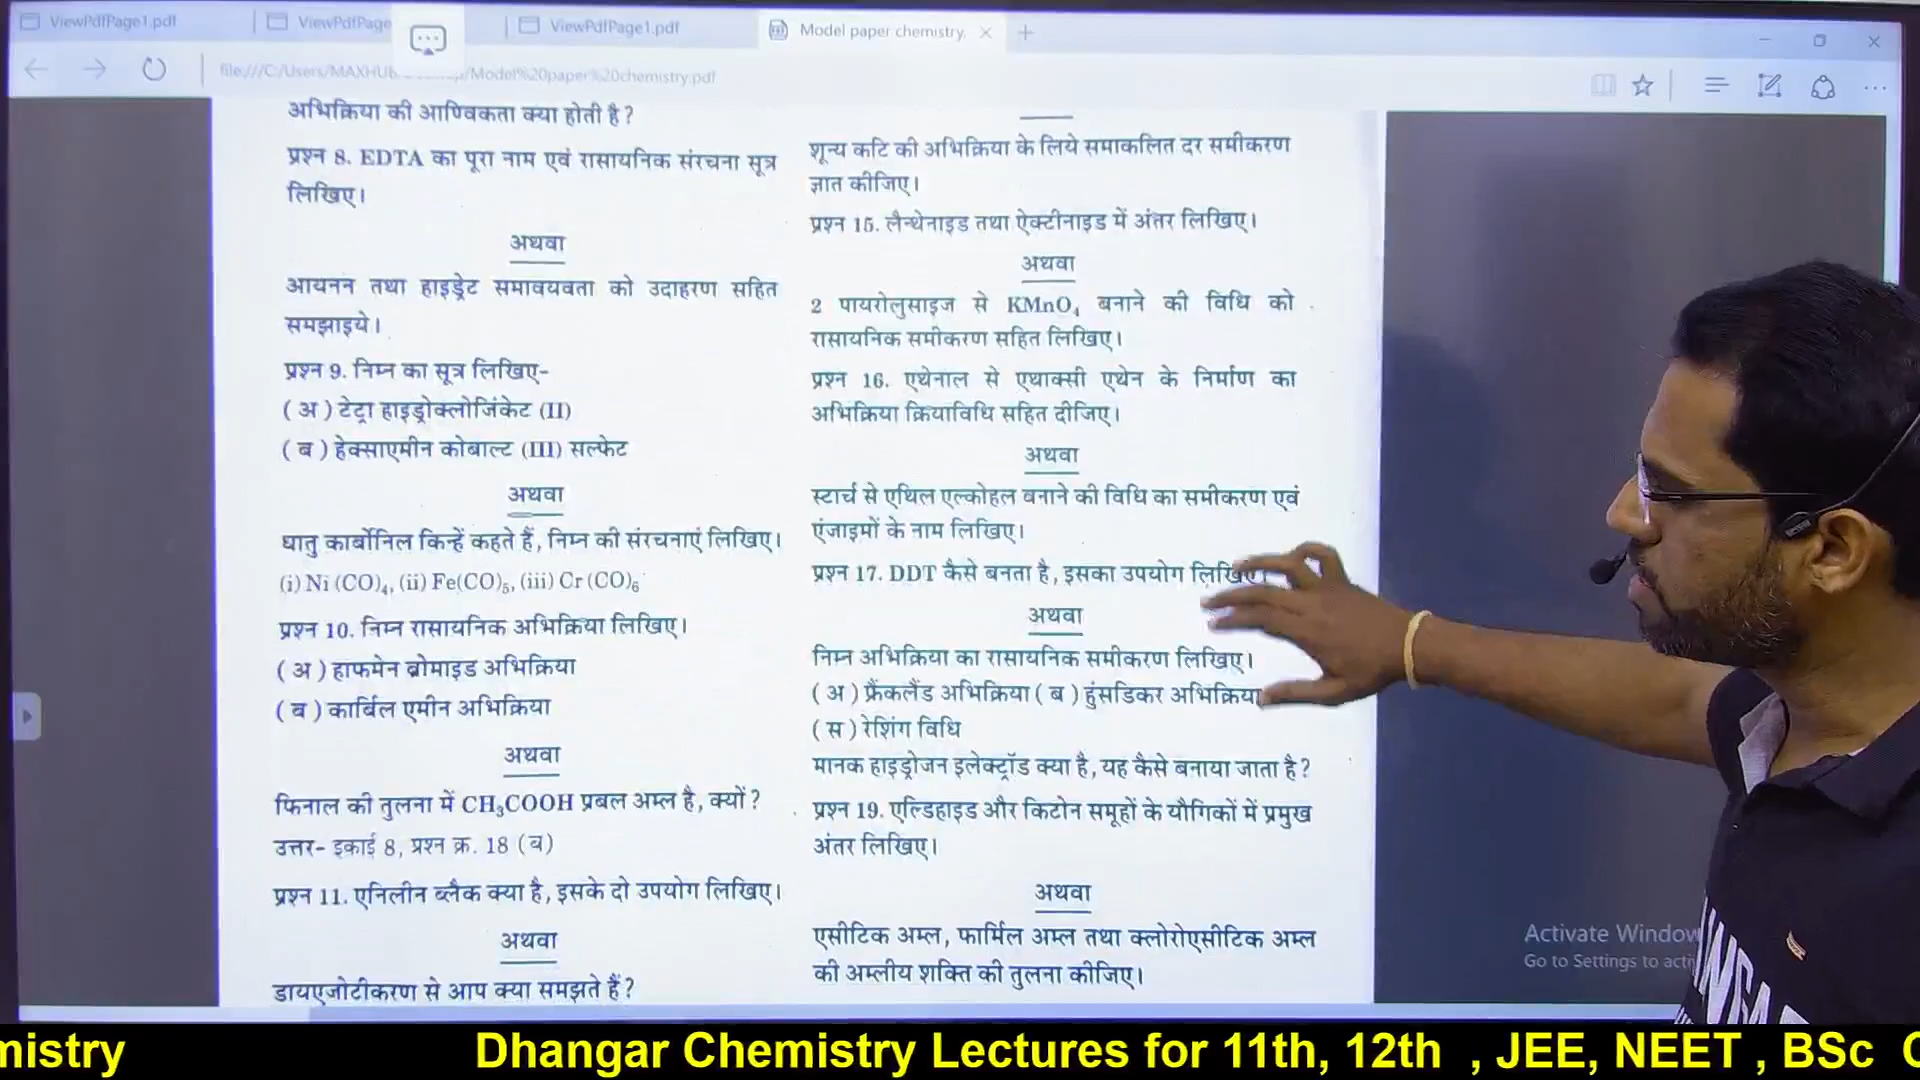 ViewPdfPage1.pdf
ViewPdfPage
ViewPdfPage1.pdf
Model paper chemistry.
file:///C:/Users/MAXHUB
/Model%20paper%20chemistry.pdf
अभिक्रिया की आण्विकता क्या होती है?
प्रश्न 8. EDTA का पूरा नाम एवं रासायनिक संरचना सूत्र
लिखिए।
अथवा
आयनन तथा हाइड्रेट समावयवता को उदाहरण सहित
समझाइये।
प्रश्न 9. निम्न का सूत्र लिखिए-
(अ) टेट्रा हाइड्रोक्लोजिंकेट (II)
(ब) हेक्साएमीन कोबाल्ट (III) सल्फेट
अथवा
धातु कार्बोनिल किन्हें कहते हैं, निम्न की संरचनाएं लिखिए।
(i) Ni (CO)₄, (ii) Fe(CO)₅, (iii) Cr (CO)₆
प्रश्न 10. निम्न रासायनिक अभिक्रिया लिखिए।
(अ) हाफमेन ब्रोमाइड अभिक्रिया
(ब) कार्बिल एमीन अभिक्रिया
अथवा
फिनाल की तुलना में CH₃COOH प्रबल अम्ल है, क्यों?
उत्तर- इकाई 8, प्रश्न क्र. 18 (ब)
प्रश्न 11. एनिलीन ब्लैक क्या है, इसके दो उपयोग लिखिए।
अथवा
डायएजोटीकरण से आप क्या समझते हैं?
शून्य कटि की अभिक्रिया के लिये समाकलित दर समीकरण
ज्ञात कीजिए।
प्रश्न 15. लैन्थेनाइड तथा ऐक्टीनाइड में अंतर लिखिए।
अथवा
2 पायरोलुसाइज से KMnO₄ बनाने की विधि को
रासायनिक समीकरण सहित लिखिए।
प्रश्न 16. एथेनाल से एथाक्सी एथेन के निर्माण का
अभिक्रिया क्रियाविधि सहित दीजिए।
अथवा
स्टार्च से एथिल एल्कोहल बनाने की विधि का समीकरण एवं
एंजाइमों के नाम लिखिए।
प्रश्न 17. DDT कैसे बनता है, इसका उपयोग लिखिए।
अथवा
निम्न अभिक्रिया का रासायनिक समीकरण लिखिए।
(अ) फ्रैंकलैंड अभिक्रिया (ब) हुंसडिकर अभिक्रिया
(स) रेशिंग विधि
मानक हाइड्रोजन इलेक्ट्रॉड क्या है, यह कैसे बनाया जाता है?
प्रश्न 19. एल्डिहाइड और किटोन समूहों के यौगिकों में प्रमुख
अंतर लिखिए।
अथवा
एसीटिक अम्ल, फार्मिल अम्ल तथा क्लोरोएसीटिक अम्ल
की अम्लीय शक्ति की तुलना कीजिए।
Activate Window
Go to Settings to acti
mistry Dhangar Chemistry Lectures for 11th, 12th , JEE, NEET , BSc